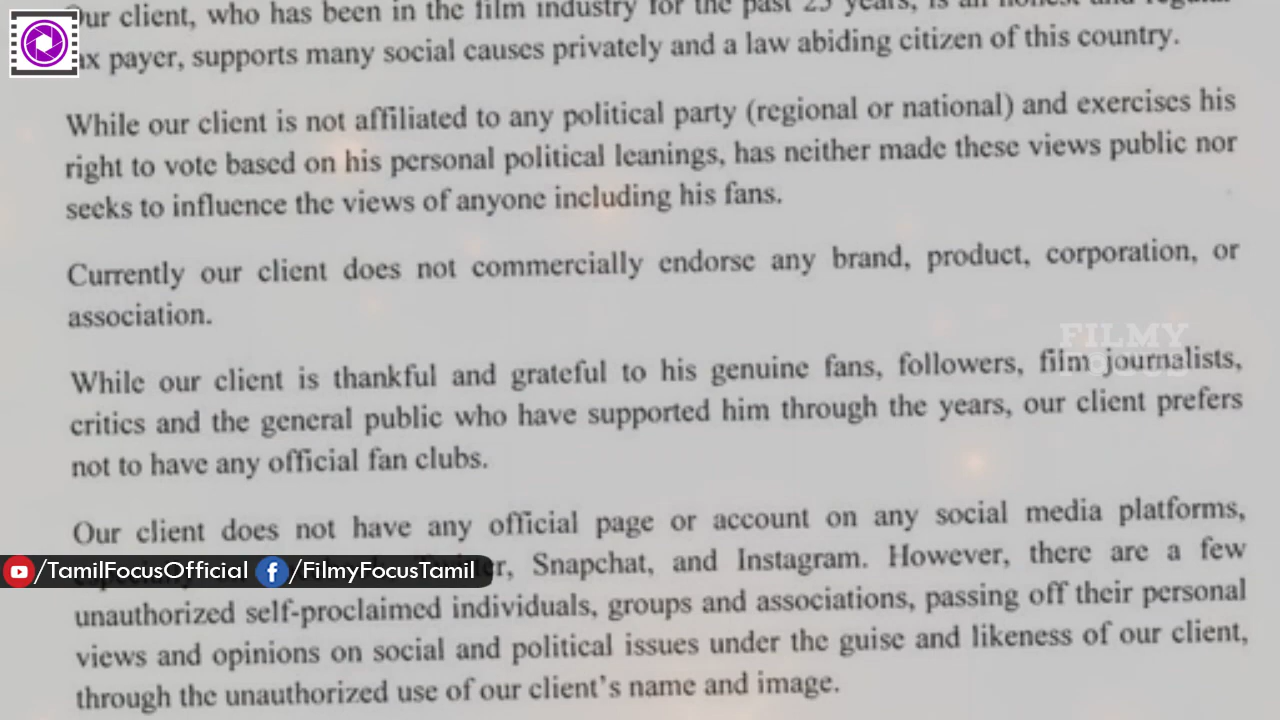 Our client, who has been in the film industry for the past 25 years, is an honest and regular
tax payer, supports many social causes privately and a law abiding citizen of this country.
While our client is not affiliated to any political party (regional or national) and exercises his
right to vote based on his personal political leanings, has neither made these views public nor
seeks to influence the views of anyone including his fans.
Currently our client does not commercially endorse any brand, product, corporation, or
association.
FILMY
FOCUS
While our client is thankful and grateful to his genuine fans, followers, film journalists,
critics and the general public who have supported him through the years, our client prefers
not to have any official fan clubs.
Our client does not have any official page or account on any social media platforms,
Snapchat, and Instagram. However, there are a few
/TamilFocusOfficial /FilmyFocusTamil
unauthorized self-proclaimed individuals, groups and associations, passing off their personal
views and opinions on social and political issues under the guise and likeness of our client,
through the unauthorized use of our client's name and image.